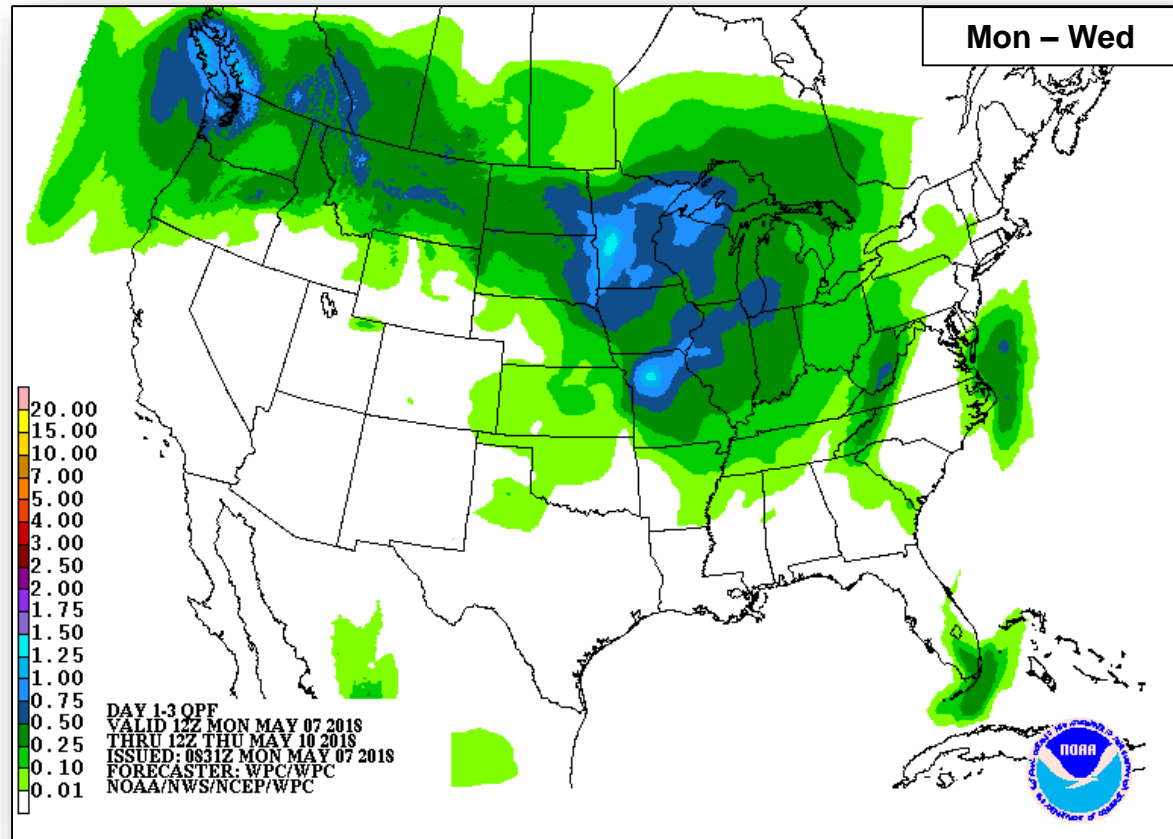 Mon – Wed
20.00
15.00
10.00
7.00
5.00
4.00
3.00
2.50
2.00
1.75
1.50
1.25
1.00
0.75
0.50
0.25
0.10
0.01
DAY 1-3 QPF
VALID 12Z MON MAY 07 2018
THRU 12Z THU MAY 10 2018
ISSUED: 0831Z MON MAY 07 2018
FORECASTER: WPC/WPC
NOAA/NWS/NCEP/WPC
NOAA